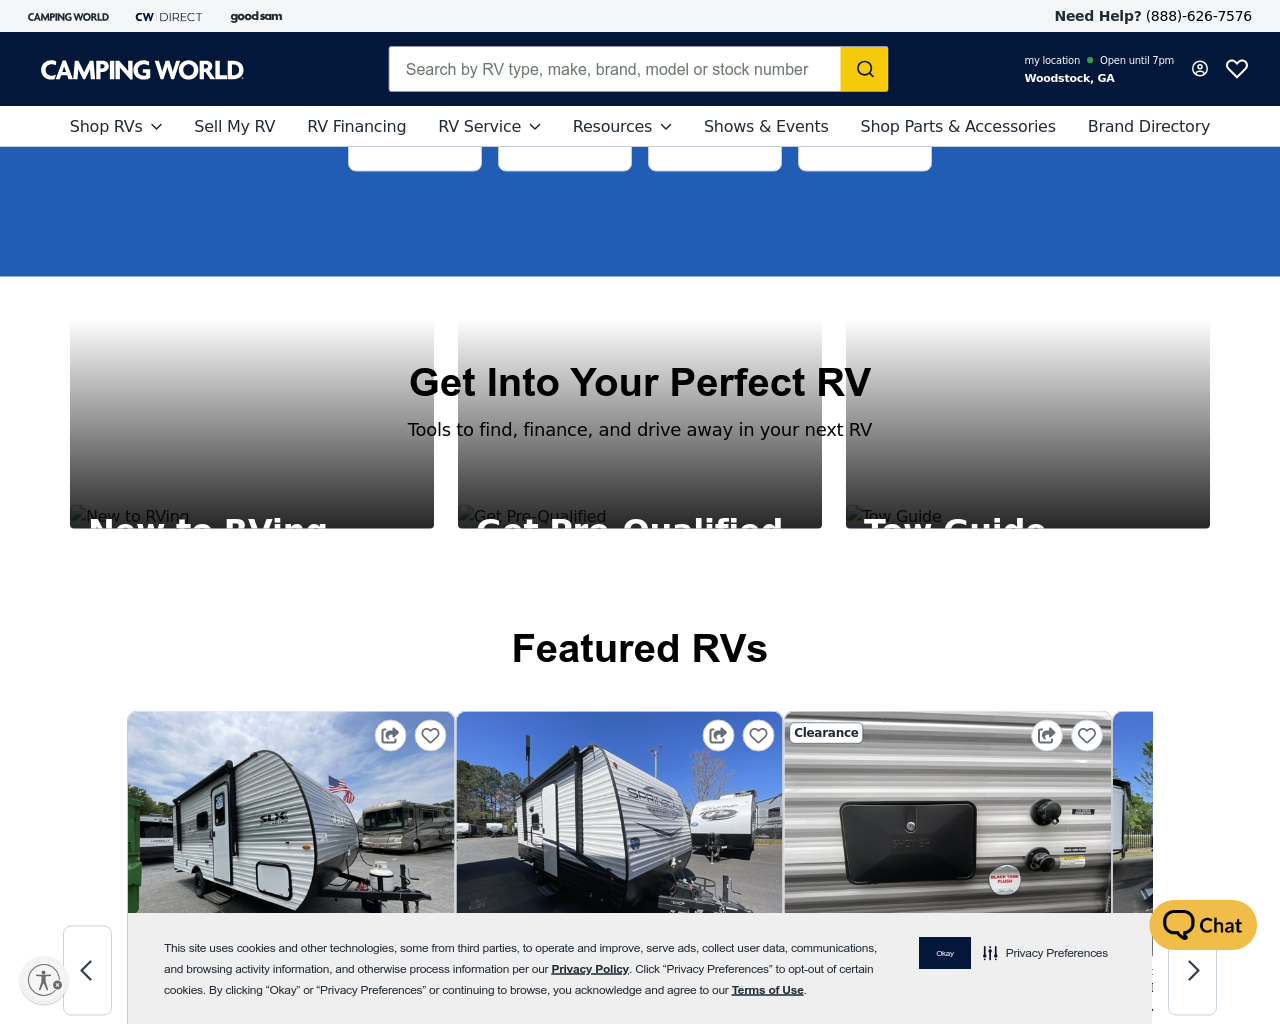 CAMPING WORLD
CW DIRECT
good sam
Need Help? (888)-626-7576
CAMPING WORLD
Search by RV type, make, brand, model or stock number
my location
Open until 7pm
Woodstock, GA
Shop RVs
Sell My RV
RV Financing
RV Service
Resources
Shows & Events
Shop Parts & Accessories
Brand Directory
Get Into Your Perfect RV
Tools to find, finance, and drive away in your next RV
New to RVing
New to RVing
Get Pre-Qualified
Get Pre-Qualified
Tow Guide
Tow Guide
Featured RVs
Clearance
SLX
SHOWER
BLACK TANK
FLUSH
This site uses cookies and other technologies, some from third parties, to operate and improve, serve ads, collect user data, communications,
and browsing activity information, and otherwise process information per our Privacy Policy. Click “Privacy Preferences” to opt-out of certain
cookies. By clicking “Okay” or “Privacy Preferences” or continuing to browse, you acknowledge and agree to our Terms of Use.
Okay
Privacy Preferences
Chat